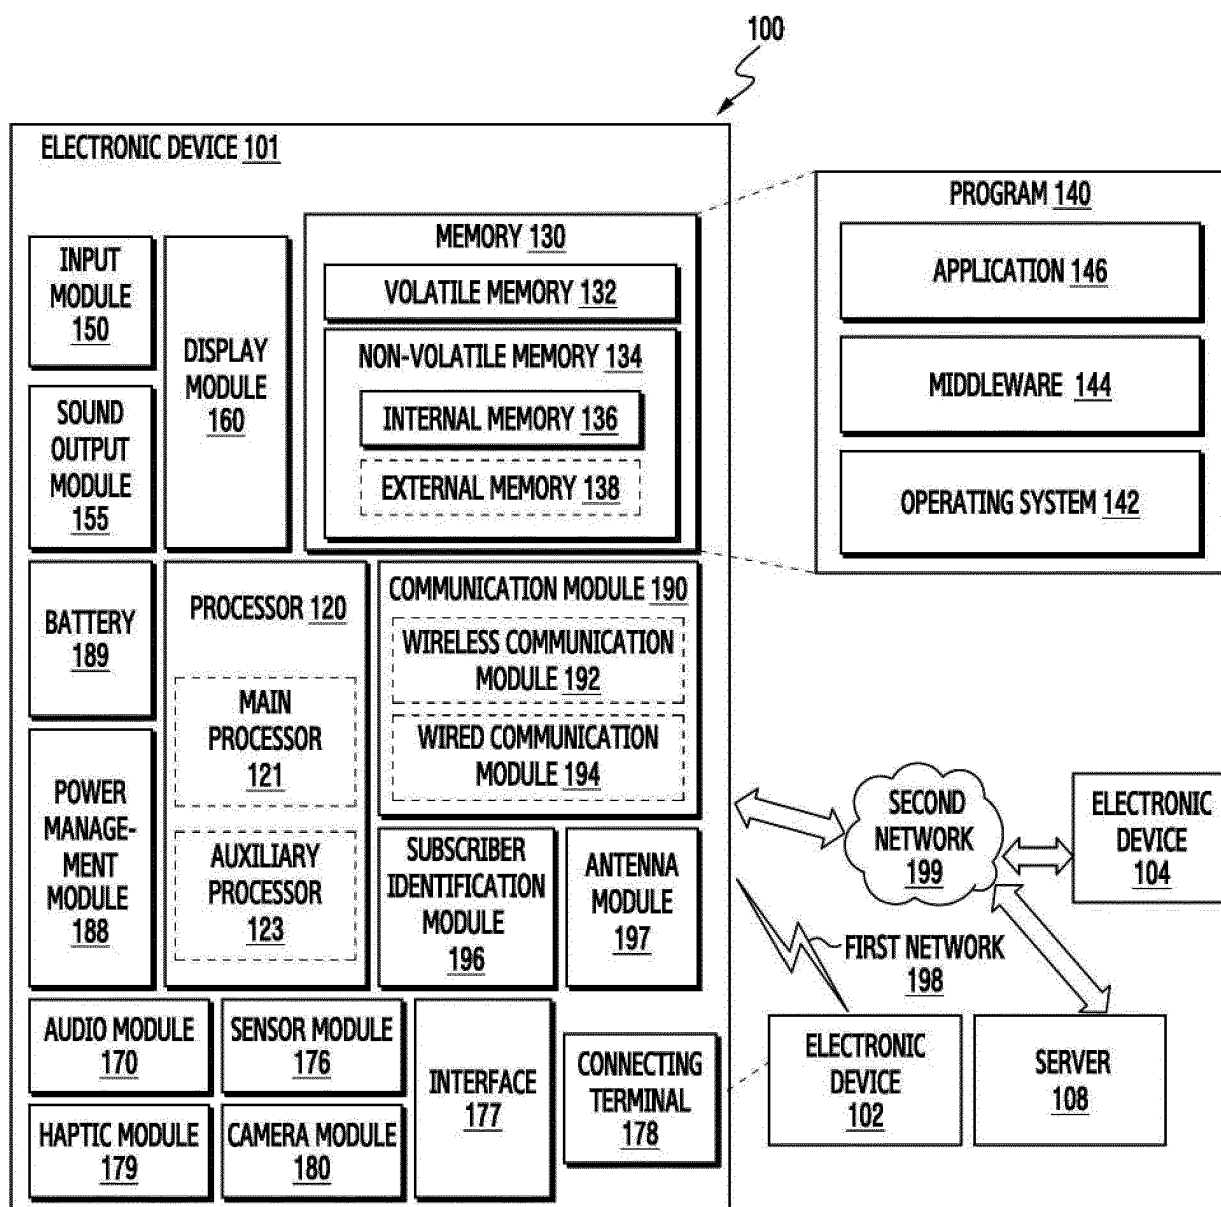 100
ELECTRONIC DEVICE 101
INPUT
MODULE
150
SOUND
OUTPUT
MODULE
155
DISPLAY
MODULE
160
MEMORY 130
VOLATILE MEMORY 132
NON-VOLATILE MEMORY 134
INTERNAL MEMORY 136
EXTERNAL MEMORY 138
PROGRAM 140
APPLICATION 146
MIDDLEWARE 144
OPERATING SYSTEM 142
BATTERY
189
POWER
MANAGE-
MENT
MODULE
188
PROCESSOR 120
MAIN
PROCESSOR
121
AUXILIARY
PROCESSOR
123
COMMUNICATION MODULE 190
WIRELESS COMMUNICATION
MODULE 192
WIRED COMMUNICATION
MODULE 194
SUBSCRIBER
IDENTIFICATION
MODULE
196
ANTENNA
MODULE
197
SECOND
NETWORK
199
ELECTRONIC
DEVICE
104
FIRST NETWORK
198
AUDIO MODULE
170
SENSOR MODULE
176
HAPTIC MODULE
179
CAMERA MODULE
180
INTERFACE
177
CONNECTING
TERMINAL
178
ELECTRONIC
DEVICE
102
SERVER
108